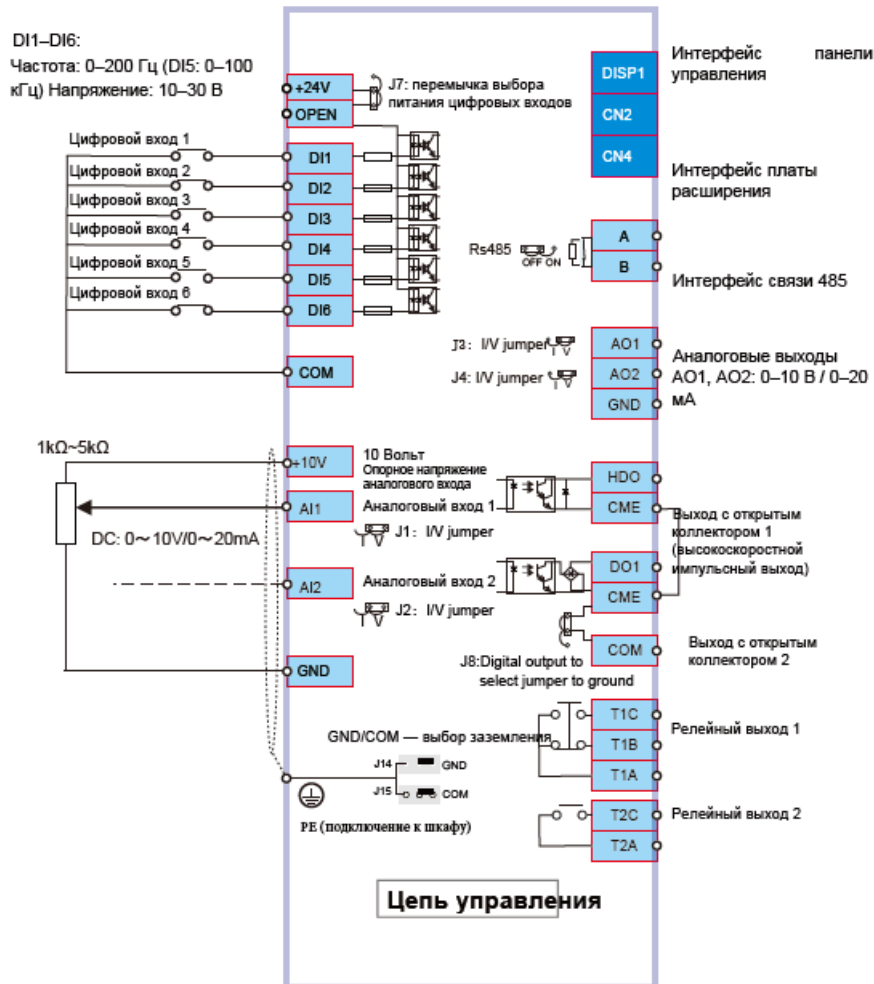 DI1–DI6:
Частота: 0–200 Гц (DI5: 0–100
кГц) Напряжение: 10–30 В
+24V
OPEN
J7: перемычка выбора
питания цифровых входов
DISP1
CN2
CN4
Интерфейс панели
управления
Интерфейс платы
расширения
Цифровой вход 1
Цифровой вход 2
Цифровой вход 3
Цифровой вход 4
Цифровой вход 5
Цифровой вход 6
DI1
DI2
DI3
DI4
DI5
DI6
COM
Rs485
OFF ON
A
B
Интерфейс связи 485
J3: I/V jumper
I V
J4: I/V jumper
I V
AO1
AO2
GND
Аналоговые выходы
AO1, AO2: 0–10 В / 0–20
мА
1kΩ~5kΩ
+10V
10 Вольт
Опорное напряжение
аналогового входа
AI1
Аналоговый вход 1
J1: I/V jumper
I V
DC: 0～10V/0～20mA
AI2
Аналоговый вход 2
J2: I/V jumper
I V
GND
HDO
CME
DO1
CME
COM
Выход с открытым
коллектором 1
(высокоскоростной
импульсный выход)
Выход с открытым
коллектором 2
J8:Digital output to
select jumper to ground
T1C
T1B
T1A
Релейный выход 1
T2C
T2A
Релейный выход 2
GND/COM — выбор заземления
J14
GND
J15
COM
PE (подключение к шкафу)
Цепь управления